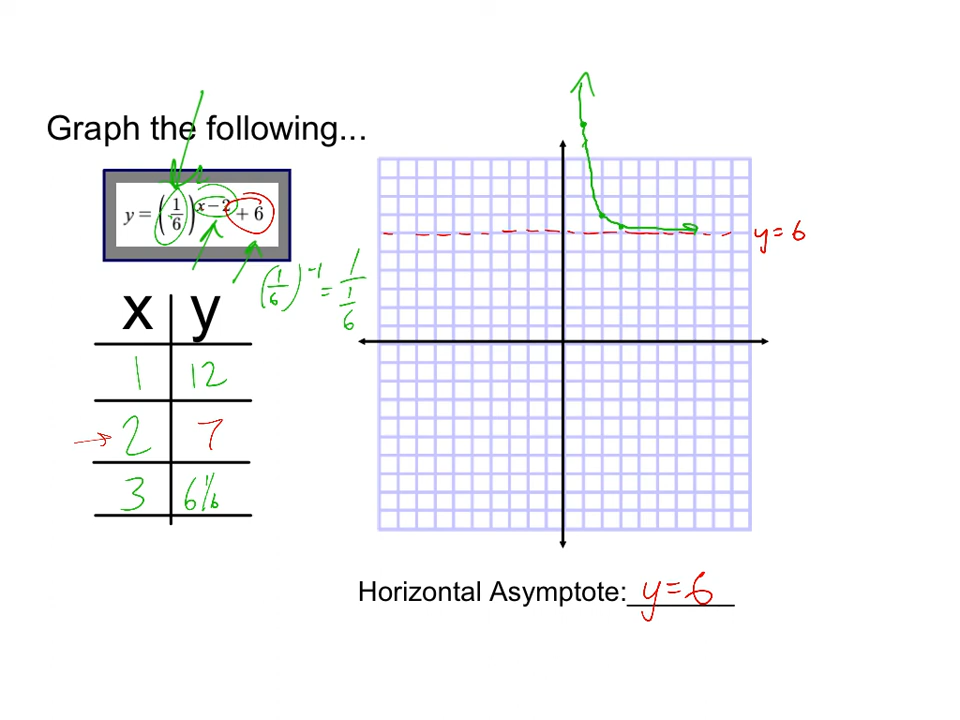 Graph the following...
y = (1/6)^(x−2) + 6
(1/6)^−1 = 1/(1/6)
x y
1 12
2 7
3 6 1/6
y = 6
Horizontal Asymptote: y = 6